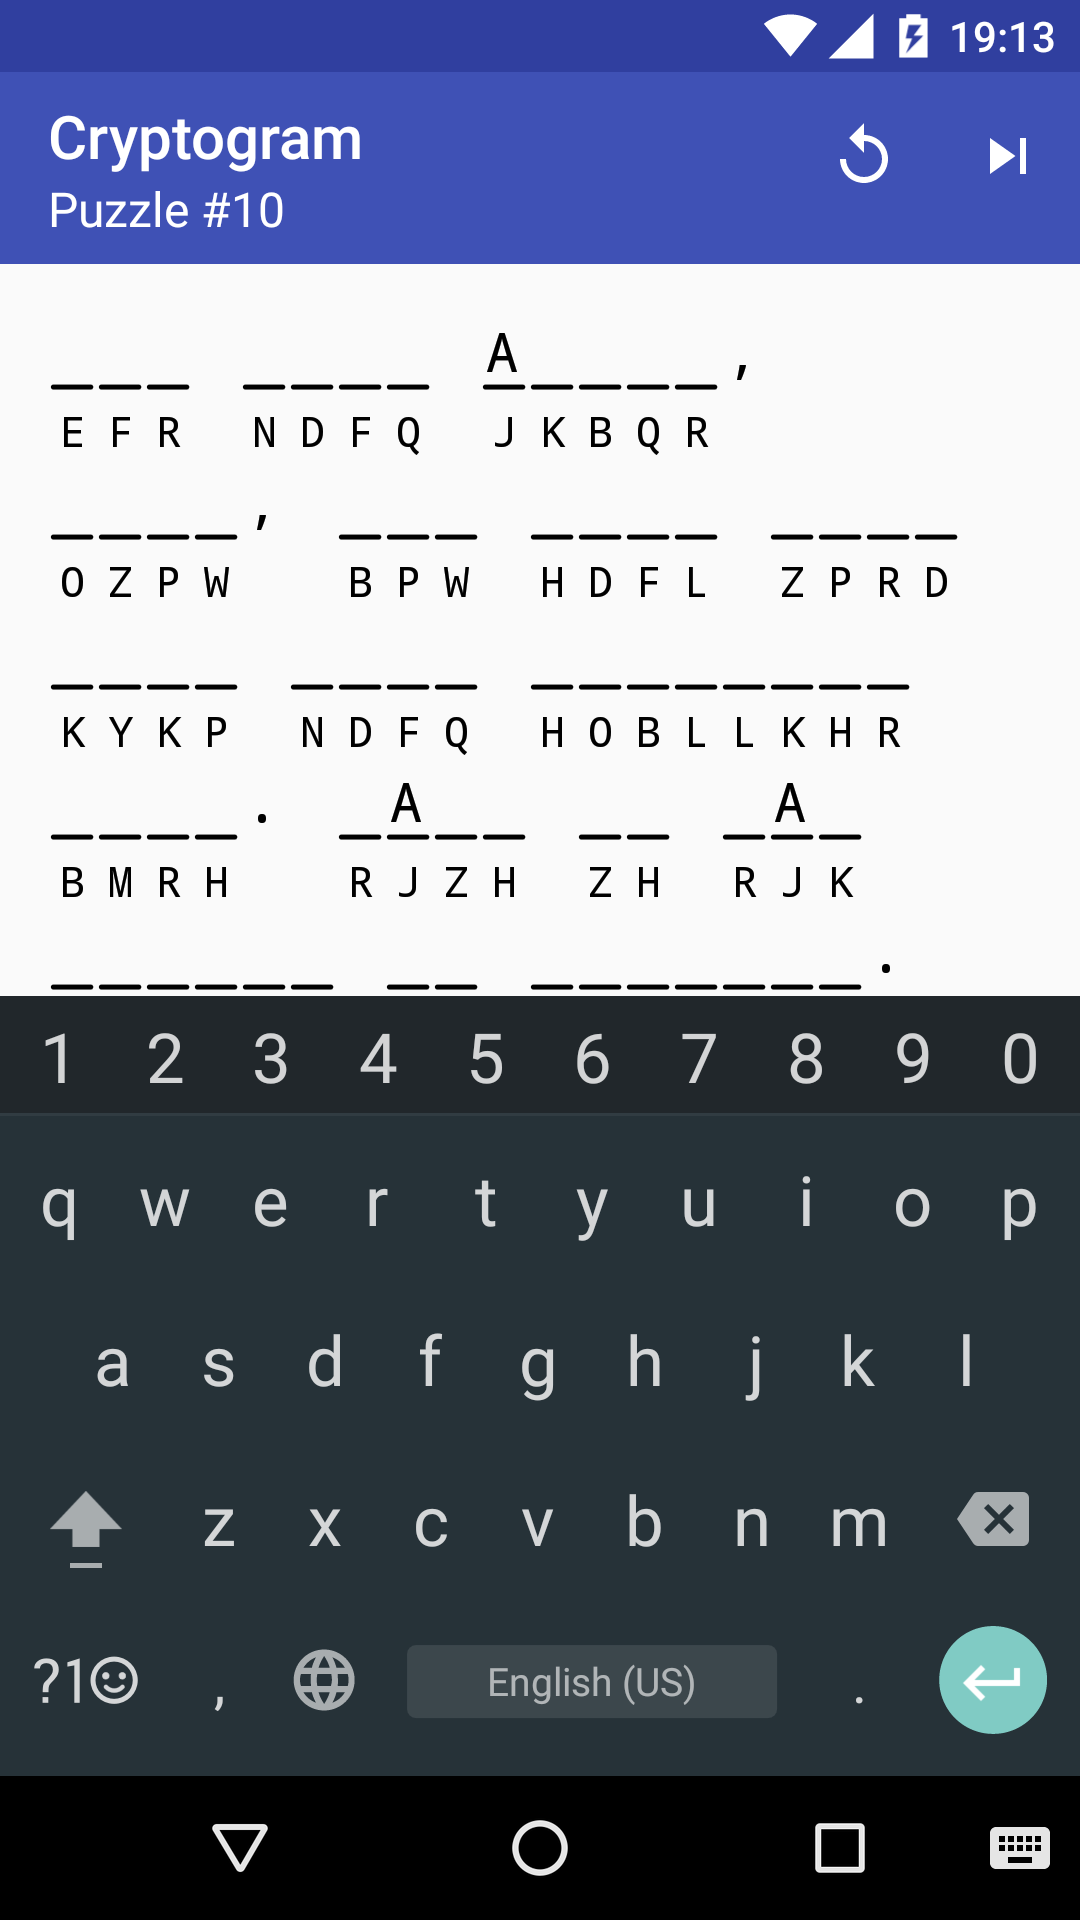 19:13
Cryptogram
Puzzle #10
A ,
E F R N D F Q J K B Q R
,
O Z P W B P W H D F L Z P R D
K Y K P N D F Q H O B L L K H R
. A A
B M R H R J Z H Z H R J K
.
1 2 3 4 5 6 7 8 9 0
q w e r t y u i o p
a s d f g h j k l
z x c v b n m
?1☺ , English (US) .